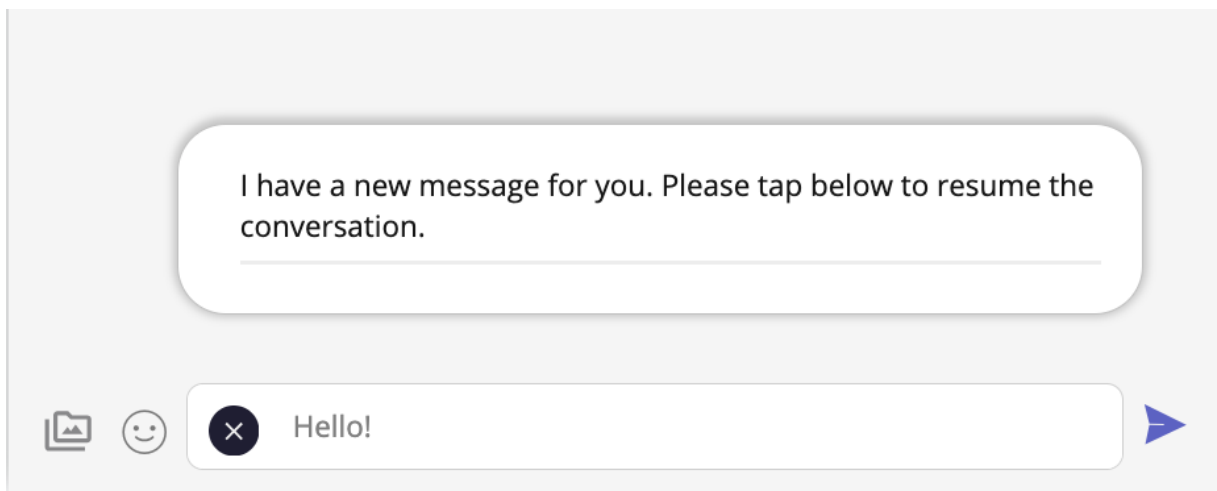 I have a new message for you. Please tap below to resume the
conversation.
Hello!